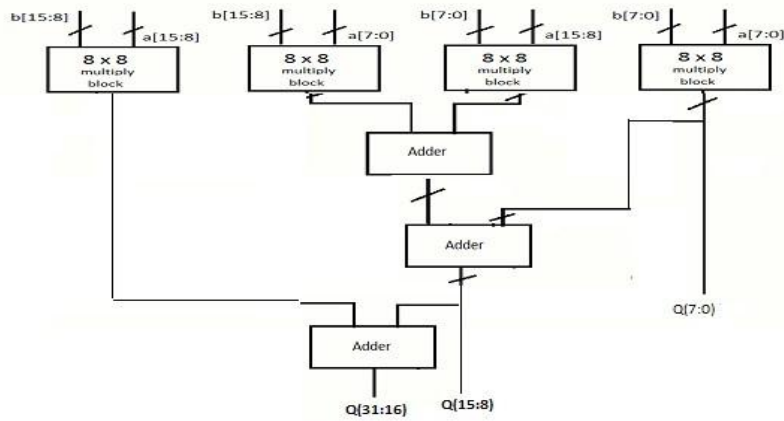 b[15:8]
a[15:8]
b[15:8]
a[7:0]
b[7:0]
a[15:8]
b[7:0]
a[7:0]
8 x 8
multiply
block
8 x 8
multiply
block
8 x 8
multiply
block
8 x 8
multiply
block
Adder
Adder
Q(7:0)
Adder
Q(31:16)
Q(15:8)